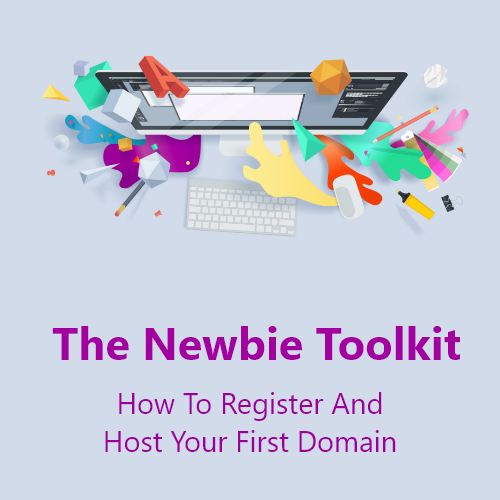 A
The Newbie Toolkit
How To Register And
Host Your First Domain